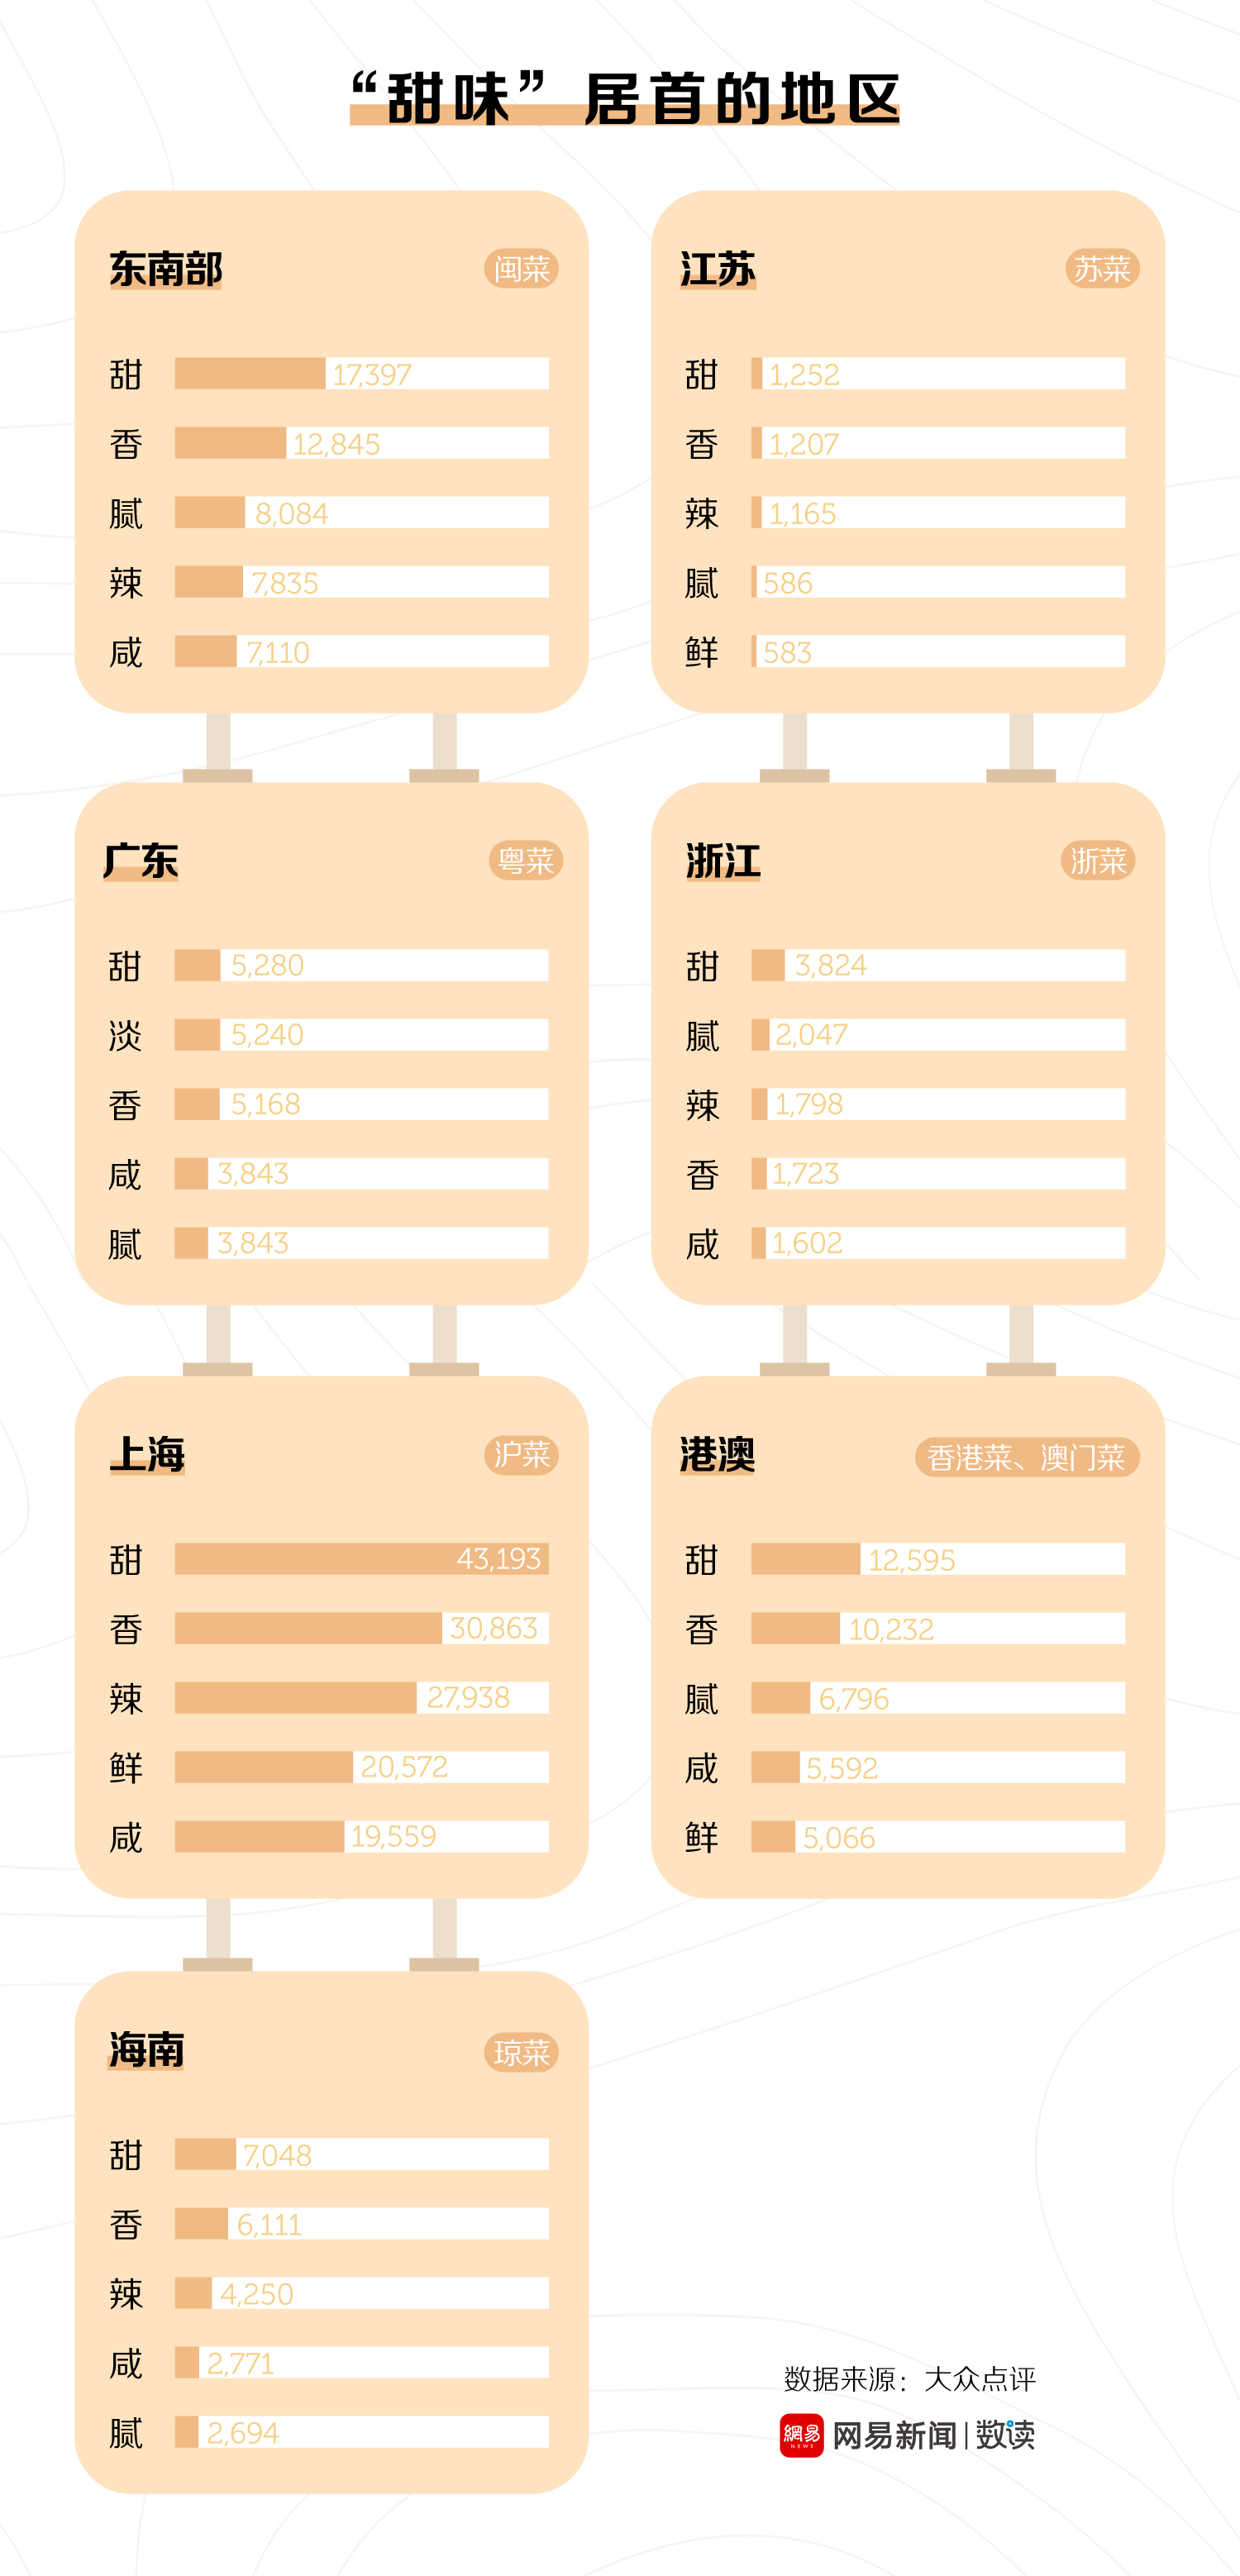 “甜味”居首的地区
东南部 闽菜
甜 17,397
香 12,845
腻 8,084
辣 7,835
咸 7,110
江苏 苏菜
甜 1,252
香 1,207
辣 1,165
腻 586
鲜 583
广东 粤菜
甜 5,280
淡 5,240
香 5,168
咸 3,843
腻 3,843
浙江 浙菜
甜 3,824
腻 2,047
辣 1,798
香 1,723
咸 1,602
上海 沪菜
甜 43,193
香 30,863
辣 27,938
鲜 20,572
咸 19,559
港澳 香港菜、澳门菜
甜 12,595
香 10,232
腻 6,796
咸 5,592
鲜 5,066
海南 琼菜
甜 7,048
香 6,111
辣 4,250
咸 2,771
腻 2,694
数据来源：大众点评
網易 NEWS 网易新闻 | 数读